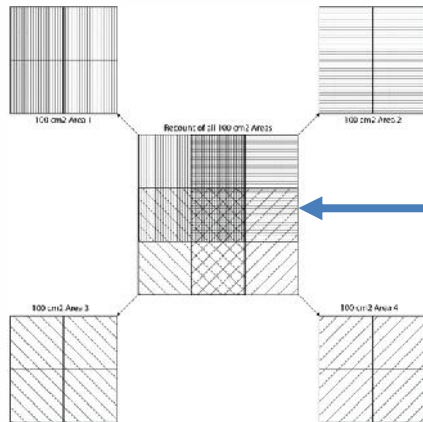 100 cm2 Area 1
100 cm2 Area 2
Recount of all 100 cm2 Areas
100 cm2 Area 3
100 cm2 Area 4